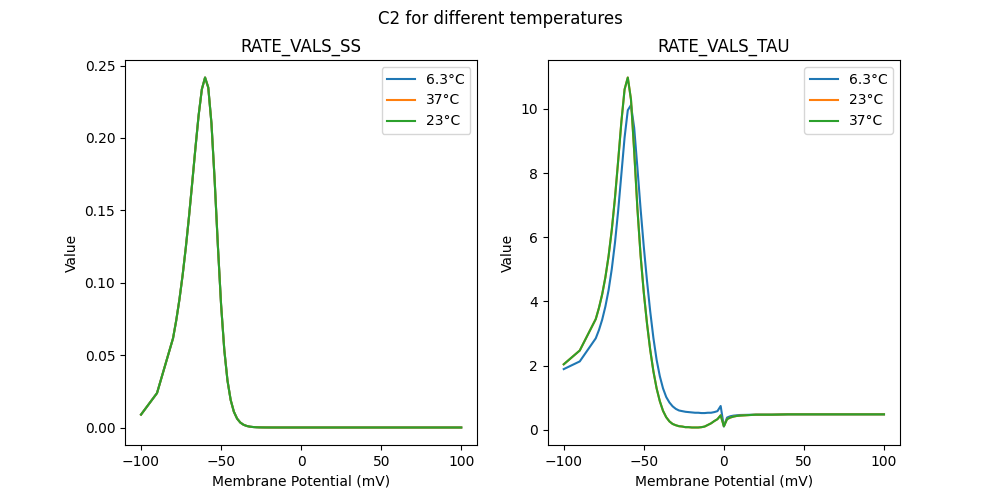 C2 for different temperatures
RATE_VALS_SS
0.25
0.20
0.15
0.10
0.05
0.00
Value
−100
−50
0
50
100
Membrane Potential (mV)
6.3°C
37°C
23°C
RATE_VALS_TAU
10
8
6
4
2
0
Value
−100
−50
0
50
100
Membrane Potential (mV)
6.3°C
23°C
37°C